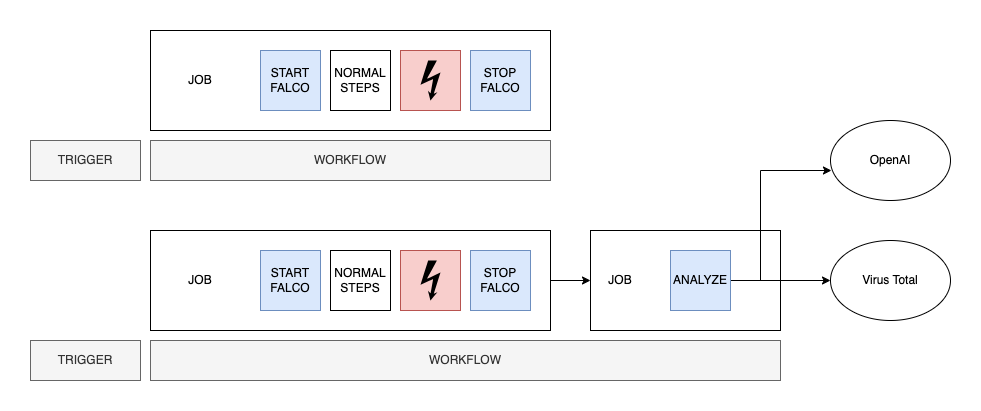 JOB
START
FALCO
NORMAL
STEPS
STOP
FALCO
TRIGGER
WORKFLOW
OpenAI
JOB
START
FALCO
NORMAL
STEPS
STOP
FALCO
JOB
ANALYZE
Virus Total
TRIGGER
WORKFLOW